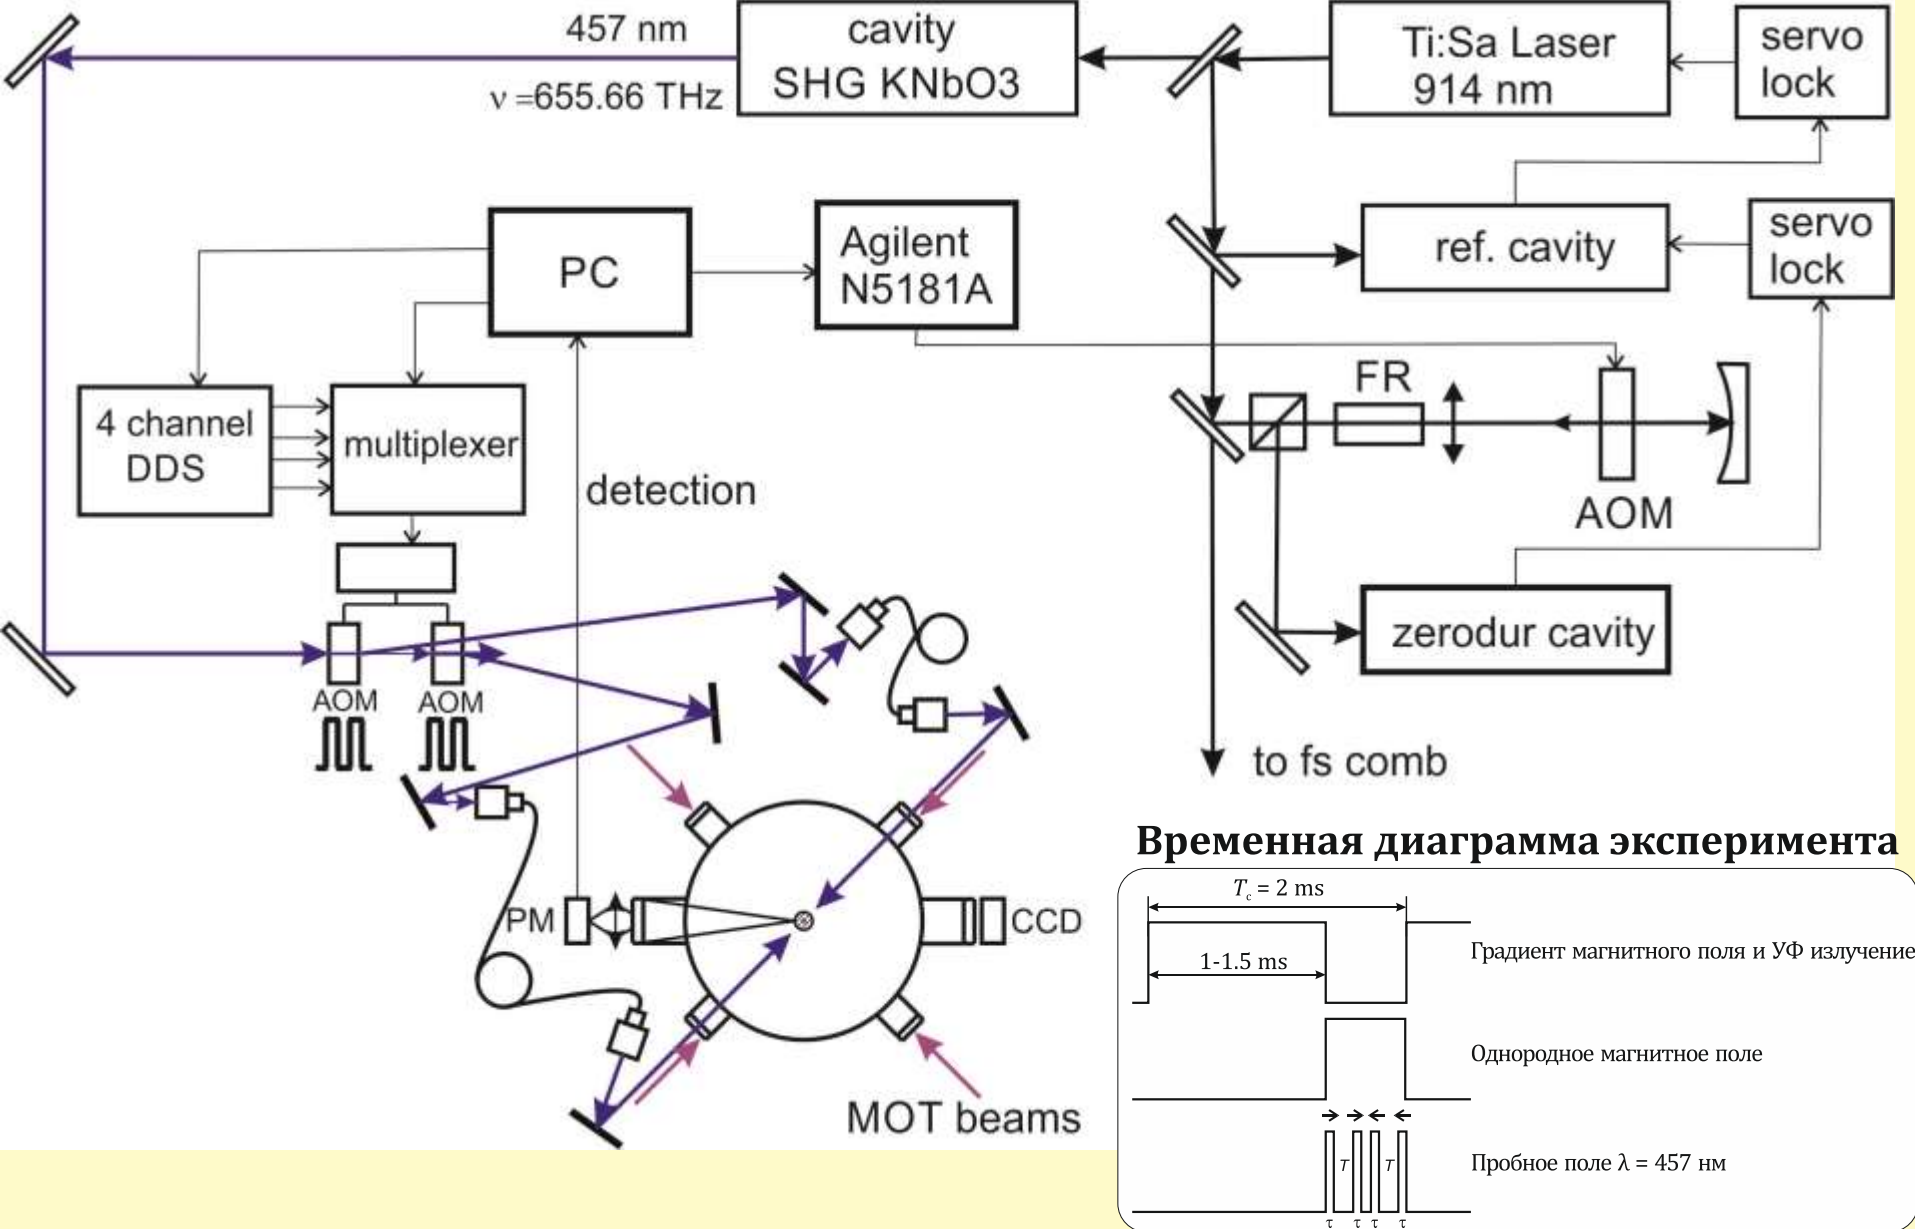 457 nm
ν =655.66 THz
cavity
SHG KNbO3
Ti:Sa Laser
914 nm
servo
lock
PC
Agilent
N5181A
ref. cavity
servo
lock
4 channel
DDS
multiplexer
detection
FR
AOM
zerodur cavity
AOM
AOM
to fs comb
PM
CCD
MOT beams
Временная диаграмма эксперимента
Tc = 2 ms
1-1.5 ms
Градиент магнитного поля и УФ излучение
Однородное магнитное поле
T T
Пробное поле λ = 457 нм
τ τ τ τ